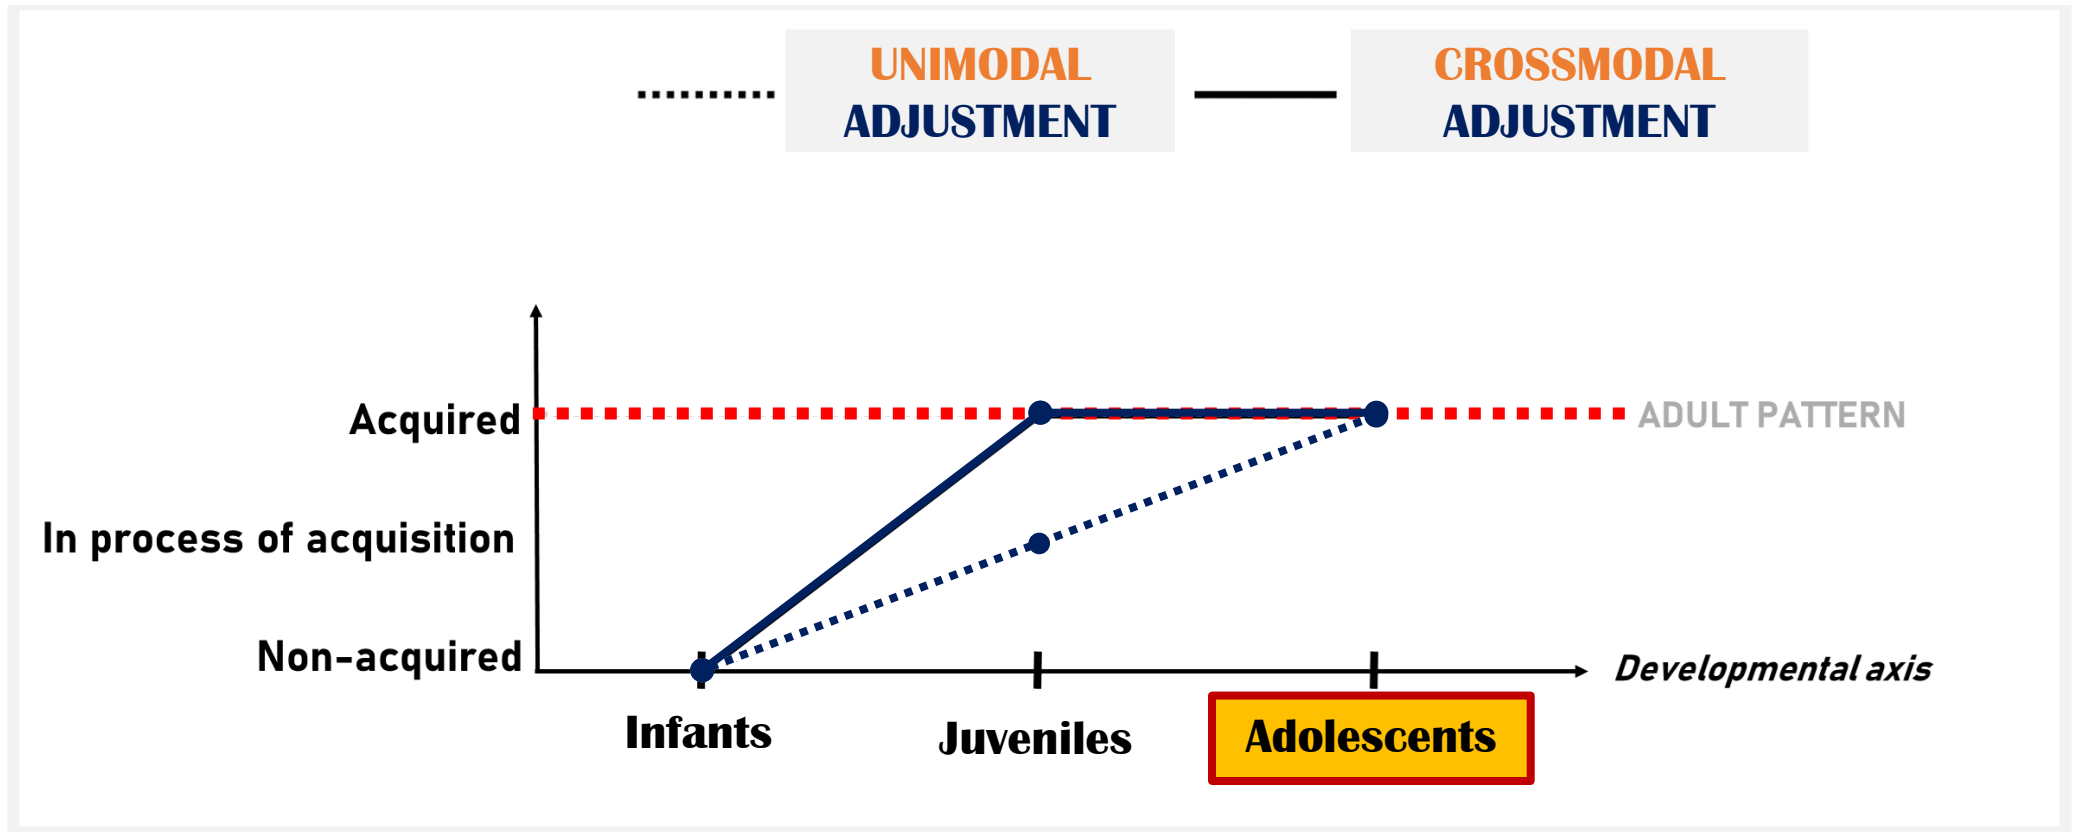 UNIMODAL
ADJUSTMENT
CROSSMODAL
ADJUSTMENT
Acquired
ADULT PATTERN
In process of acquisition
Non-acquired
Developmental axis
Infants
Juveniles
Adolescents